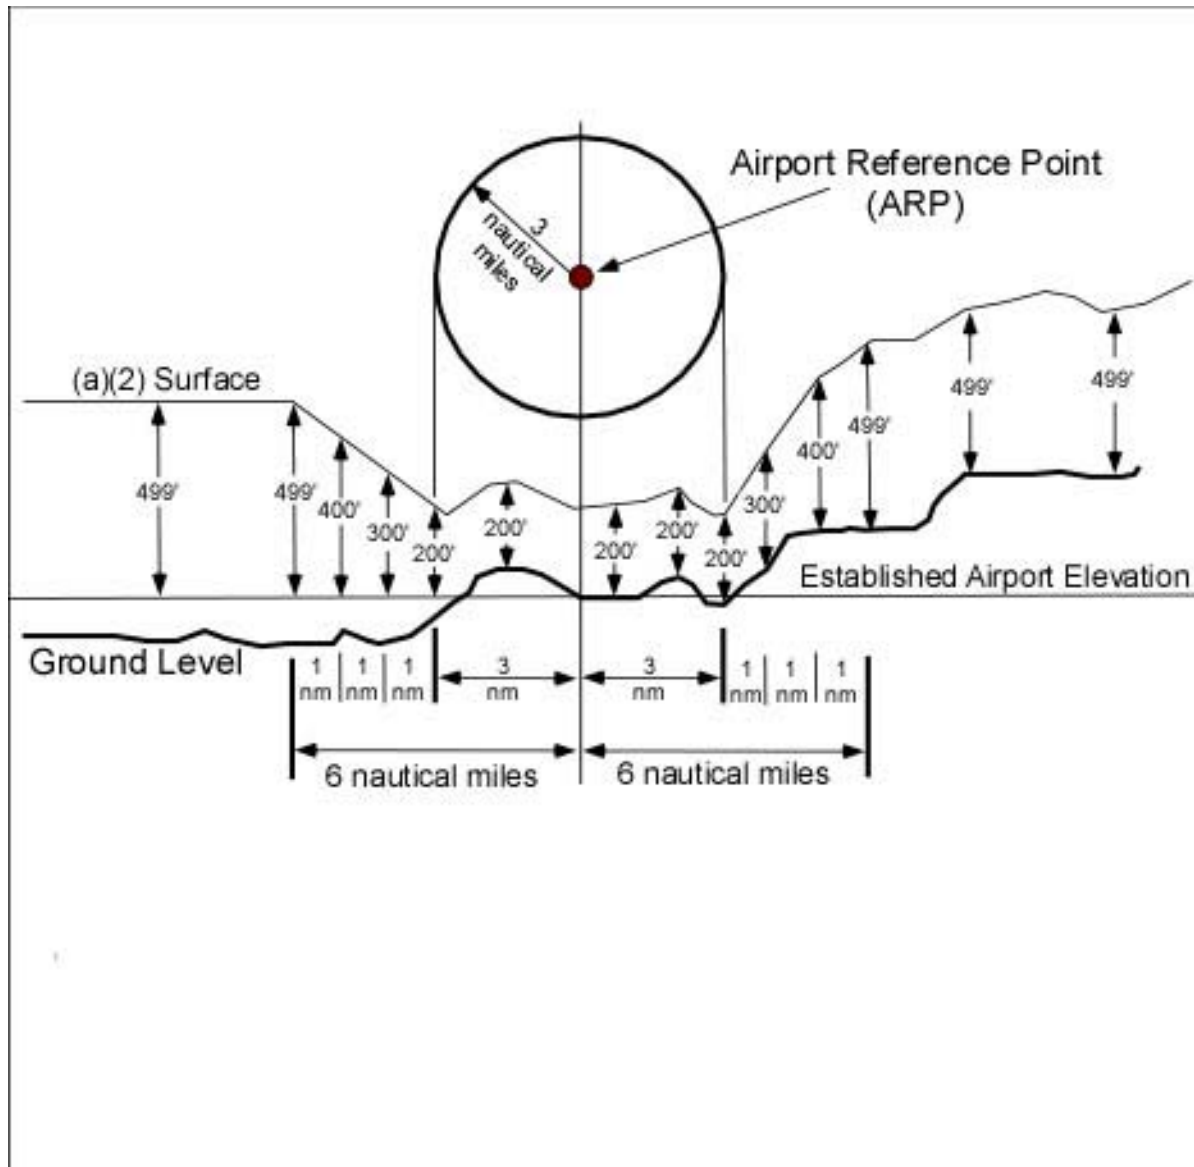 Airport Reference Point
(ARP)
3
nautical
miles
(a)(2) Surface
499'
499'
400'
300'
200'
200'
200'
200'
200'
300'
400'
499'
499'
499'
Established Airport Elevation
Ground Level
1
nm
1
nm
1
nm
3
nm
3
nm
1
nm
1
nm
1
nm
6 nautical miles
6 nautical miles